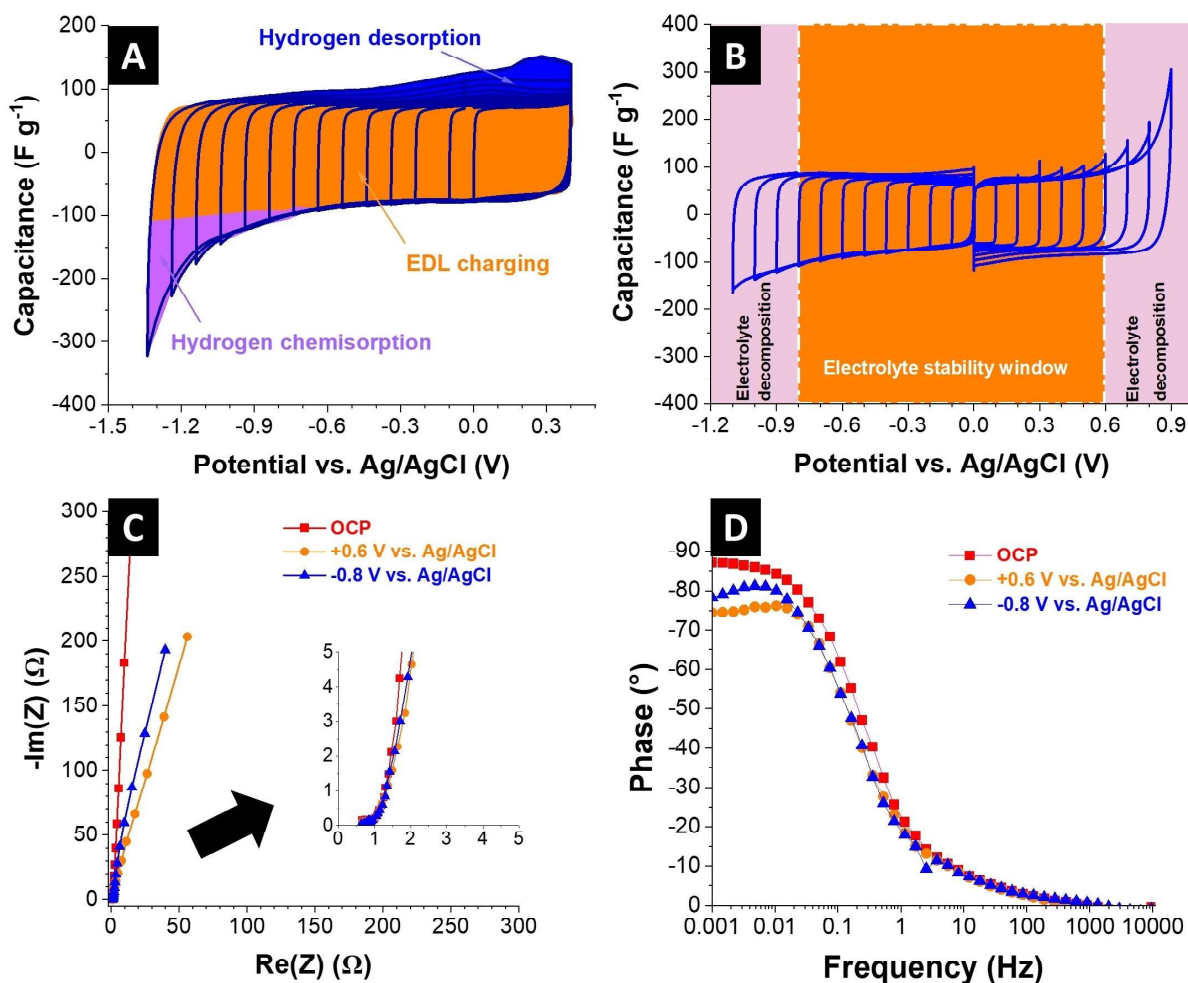 A
Hydrogen desorption
EDL charging
Hydrogen chemisorption
200
100
0
-100
-200
-300
-400
-1.5
-1.2
-0.9
-0.6
-0.3
0.0
0.3
Capacitance (F g⁻¹)
Potential vs. Ag/AgCl (V)
B
400
300
200
100
0
-100
-200
-300
-400
-1.2
-0.9
-0.6
-0.3
0.0
0.3
0.6
0.9
Capacitance (F g⁻¹)
Potential vs. Ag/AgCl (V)
Electrolyte
decomposition
Electrolyte stability window
Electrolyte
decomposition
C
OCP
+0.6 V vs. Ag/AgCl
-0.8 V vs. Ag/AgCl
300
250
200
150
100
50
0
0
50
100
150
200
250
300
-Im(Z) (Ω)
Re(Z) (Ω)
5
4
3
2
1
0
0
1
2
3
4
5
D
OCP
+0.6 V vs. Ag/AgCl
-0.8 V vs. Ag/AgCl
-90
-80
-70
-60
-50
-40
-30
-20
-10
0
0.001
0.01
0.1
1
10
100
1000
10000
Phase (°)
Frequency (Hz)